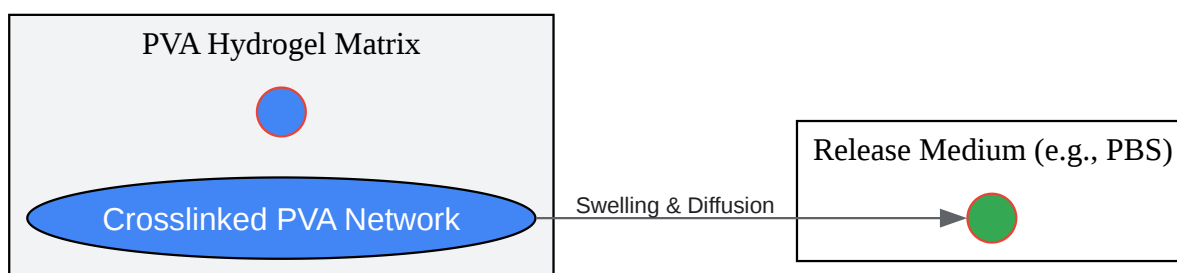 PVA Hydrogel Matrix
Crosslinked PVA Network
Swelling & Diffusion
Release Medium (e.g., PBS)